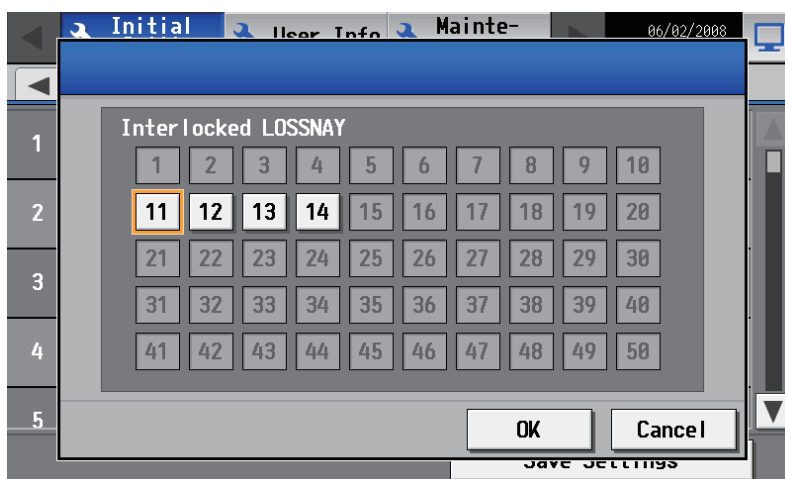 Initial User Info Mainte- 06/02/2008
Interlocked LOSSNAY
1 2 3 4 5 6 7 8 9 10
11 12 13 14 15 16 17 18 19 20
21 22 23 24 25 26 27 28 29 30
31 32 33 34 35 36 37 38 39 40
41 42 43 44 45 46 47 48 49 50
1
2
3
4
5
OK Cancel
Save Settings